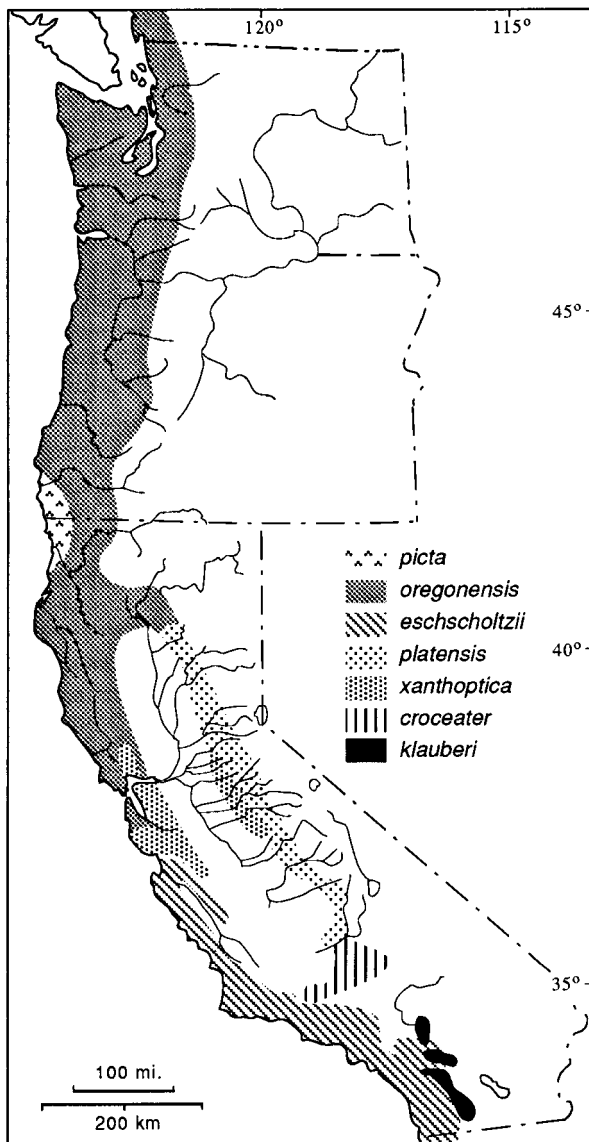 120° 115°
45°
picta
oregonensis
eschscholtzii
platensis
xanthoptica
croceater
klauberi
40°
35°
100 mi.
200 km